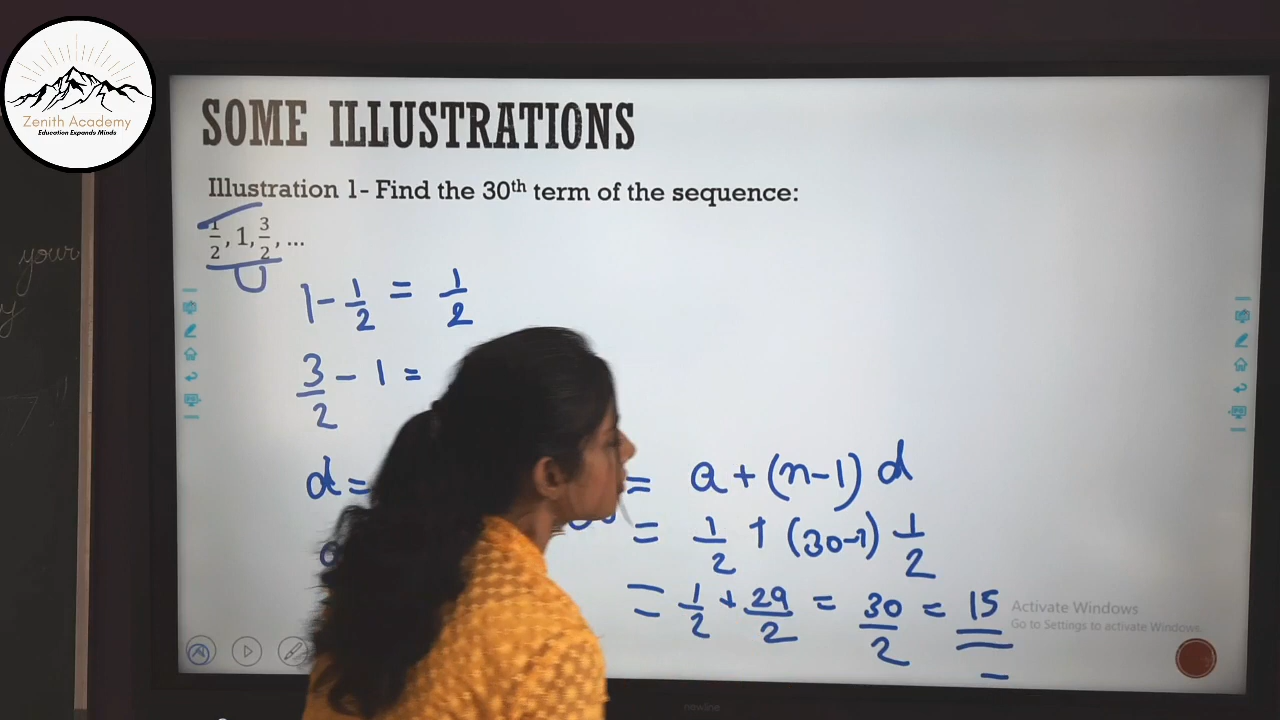 Zenith Academy
Education Expands Minds
SOME ILLUSTRATIONS
Illustration 1- Find the 30th term of the sequence:
1/2, 1, 3/2, ...
1 - 1/2 = 1/2
3/2 - 1 =
d =
= a + (n-1) d
= 1/2 + (30-1) 1/2
= 1/2 + 29/2 = 30/2 = 15
Activate Windows
Go to Settings to activate Windows.
newline
your
y